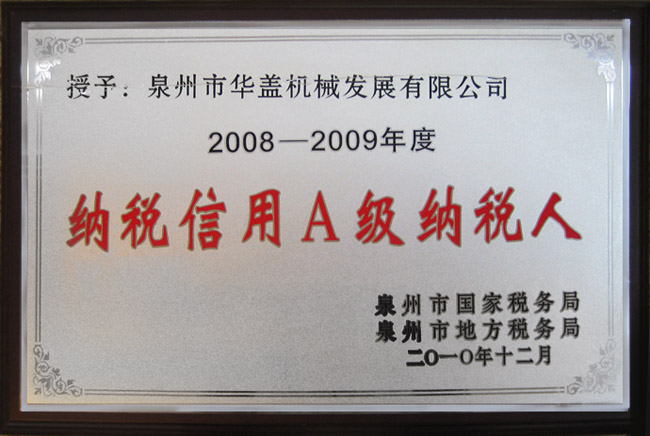 授予：泉州市华盖机械发展有限公司
2008—2009年度
纳税信用A级纳税人
泉州市国家税务局
泉州市地方税务局
二〇一〇年十二月